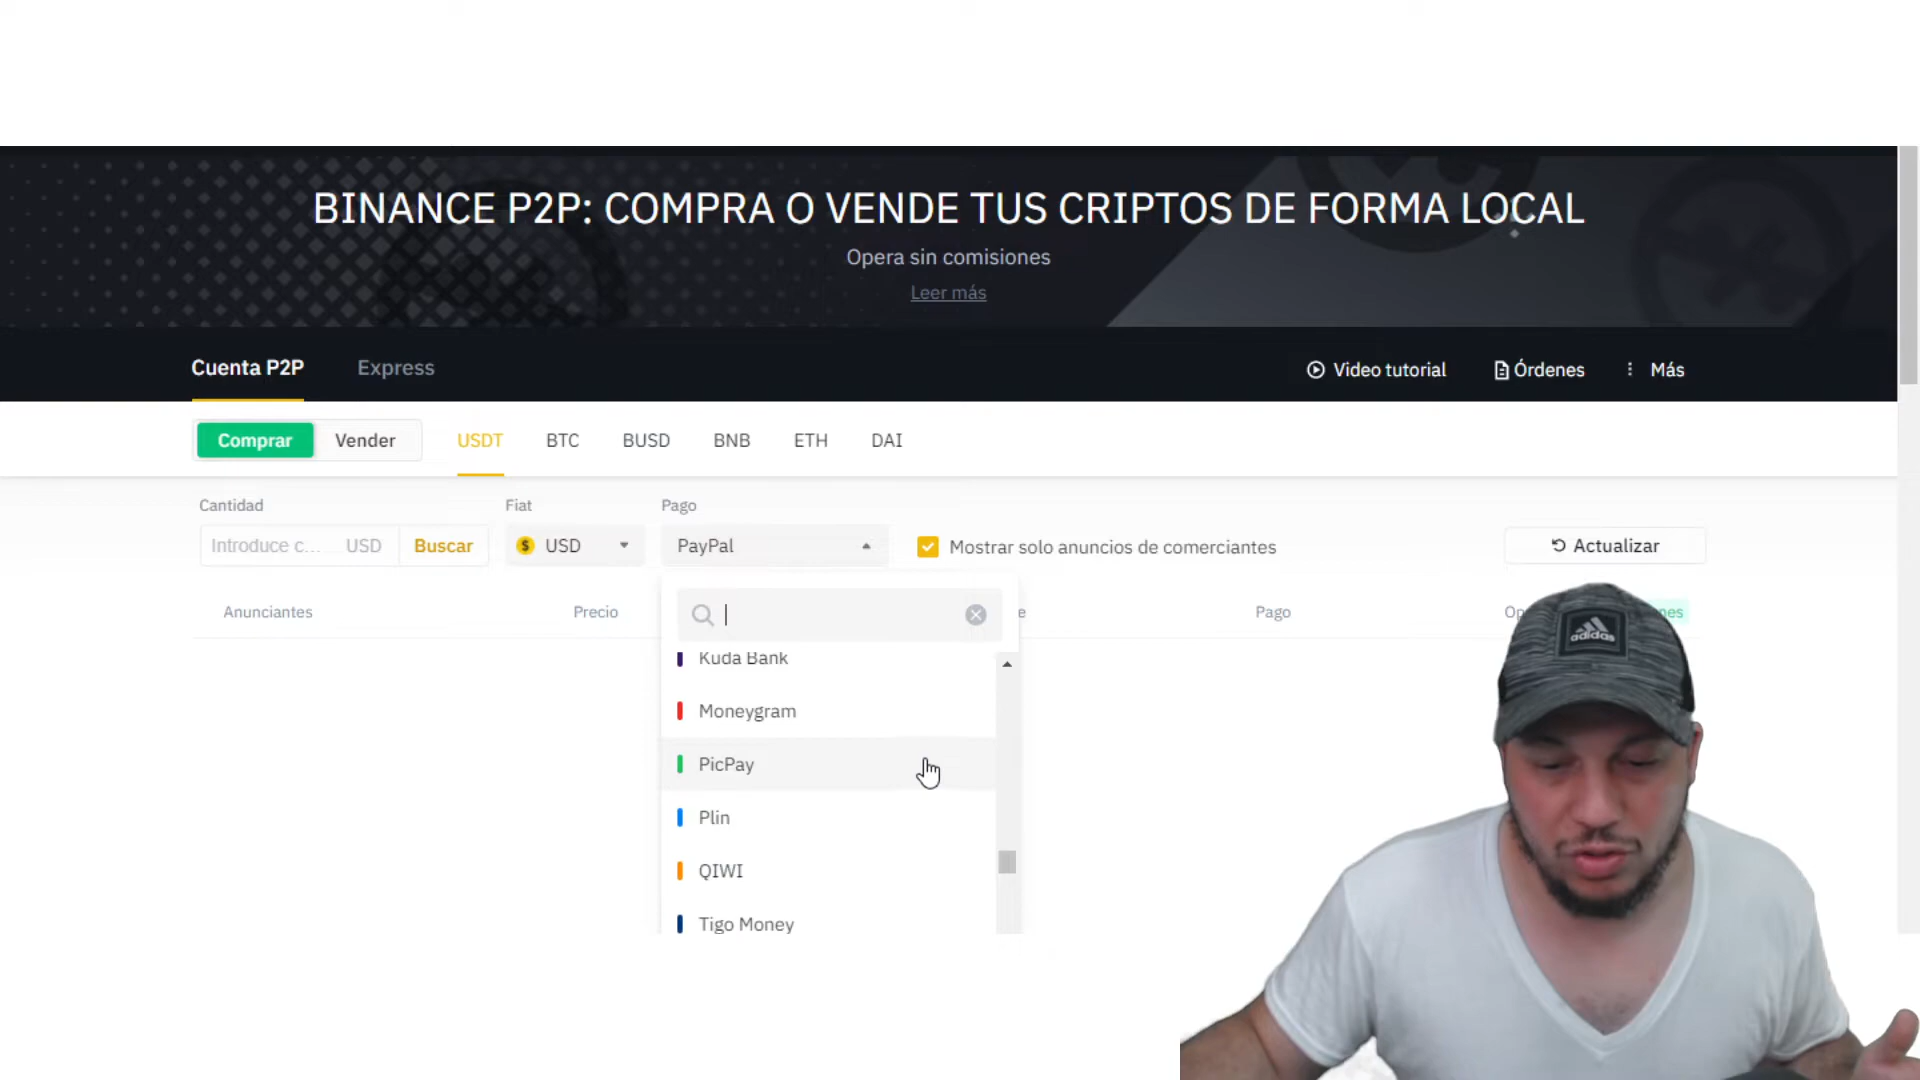 BINANCE P2P: COMPRA O VENDE TUS CRIPTOS DE FORMA LOCAL
Opera sin comisiones
Leer más
Cuenta P2P
Express
Video tutorial
Órdenes
Más
Comprar
Vender
USDT
BTC
BUSD
BNB
ETH
DAI
Cantidad
Fiat
Pago
Introduce c...
USD
Buscar
$
USD
PayPal
Mostrar solo anuncios de comerciantes
Actualizar
Anunciantes
Precio
Pago
Kuda Bank
Moneygram
PicPay
Plin
QIWI
Tigo Money
adidas